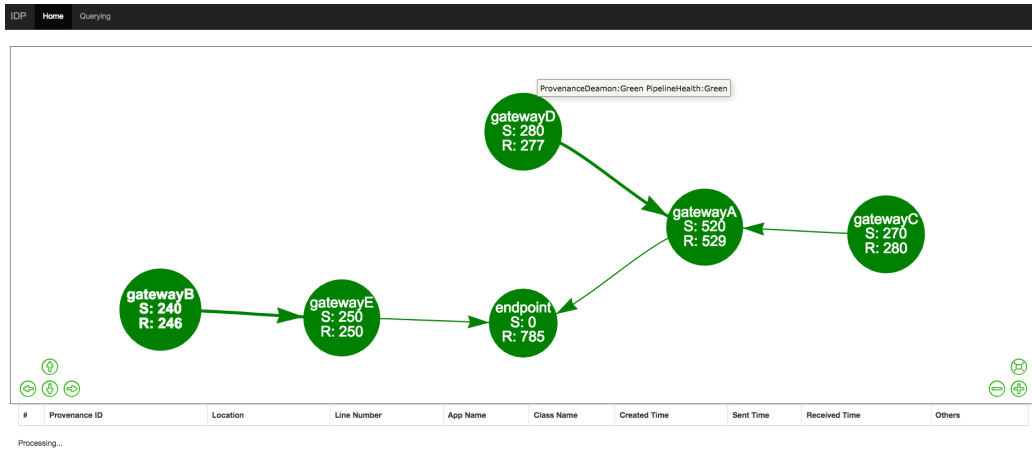 IDP Home Querying
ProvenanceDeamon:Green PipelineHealth:Green
gatewayD
S: 280
R: 277
gatewayA
S: 520
R: 529
gatewayC
S: 270
R: 280
gatewayB
S: 240
R: 246
gatewayE
S: 250
R: 250
endpoint
S: 0
R: 785
# Provenance ID Location Line Number App Name Class Name Created Time Sent Time Received Time Others
Processing...